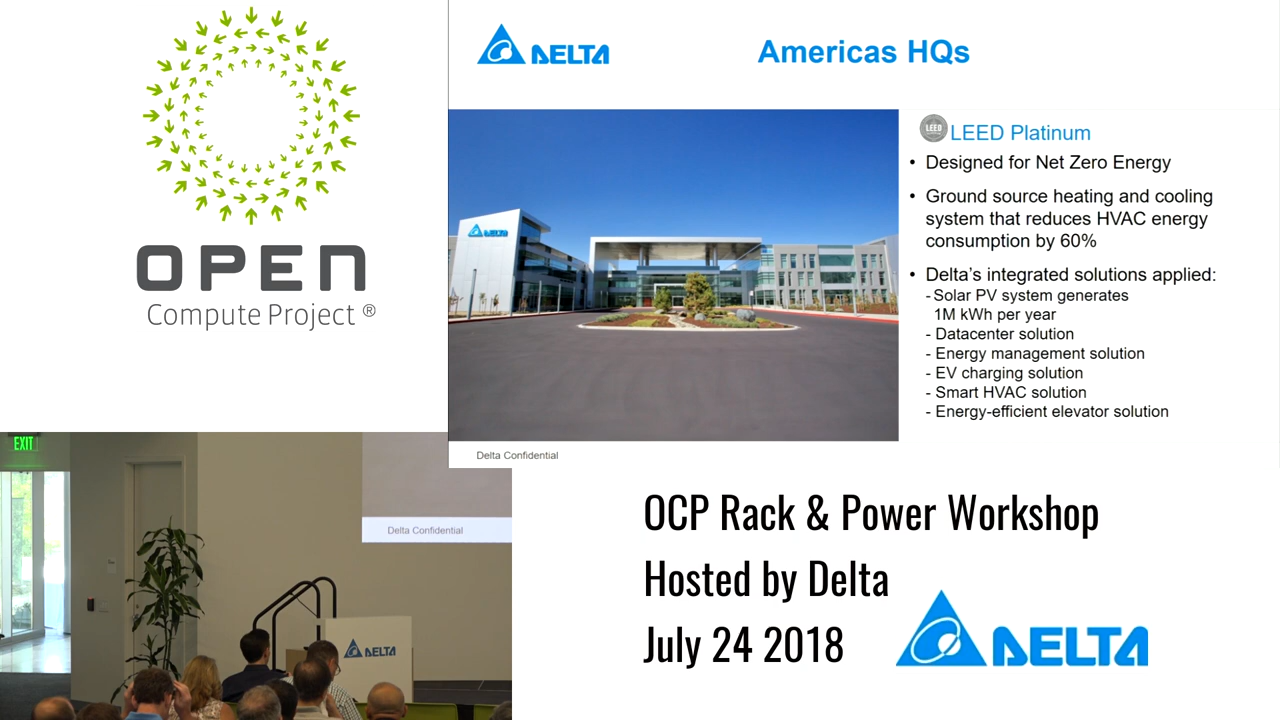 OPEN
Compute Project ®
DELTA
Americas HQs
DELTA
LEED
LEED Platinum
• Designed for Net Zero Energy
• Ground source heating and cooling
system that reduces HVAC energy
consumption by 60%
• Delta's integrated solutions applied:
- Solar PV system generates
1M kWh per year
- Datacenter solution
- Energy management solution
- EV charging solution
- Smart HVAC solution
- Energy-efficient elevator solution
Delta Confidential
EXIT
Delta Confidential
DELTA
OCP Rack & Power Workshop
Hosted by Delta
July 24 2018
DELTA